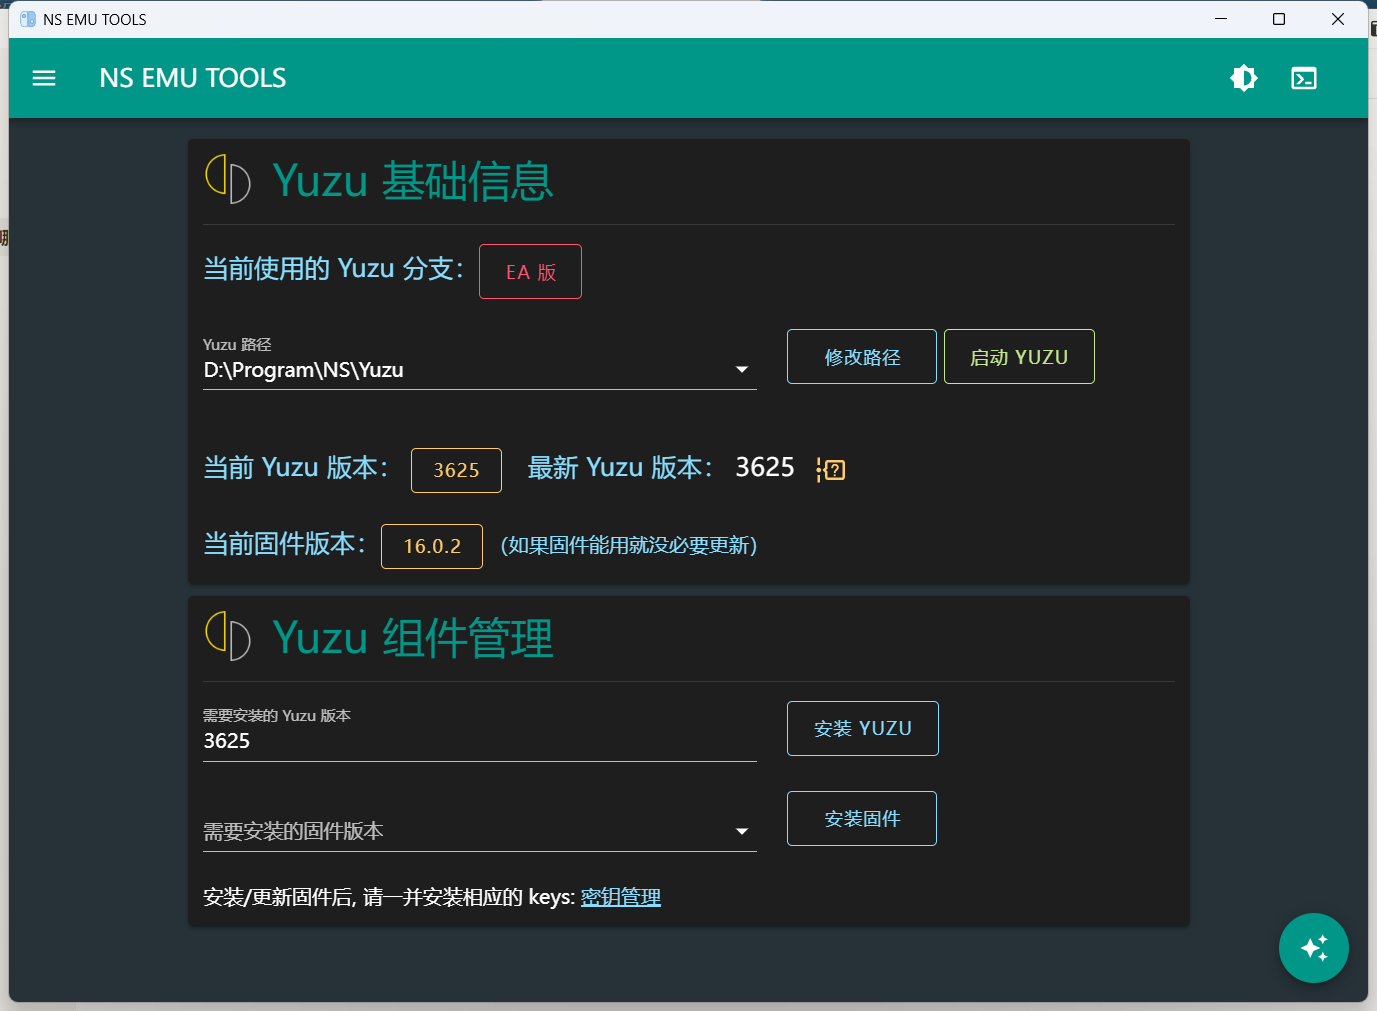 NS EMU TOOLS
NS EMU TOOLS
Yuzu 基础信息
当前使用的 Yuzu 分支： EA 版
Yuzu 路径
D:\Program\NS\Yuzu
修改路径 启动 YUZU
当前 Yuzu 版本： 3625 最新 Yuzu 版本： 3625
当前固件版本： 16.0.2 (如果固件能用就没必要更新)
Yuzu 组件管理
需要安装的 Yuzu 版本
3625
安装 YUZU
需要安装的固件版本
安装固件
安装/更新固件后, 请一并安装相应的 keys: 密钥管理